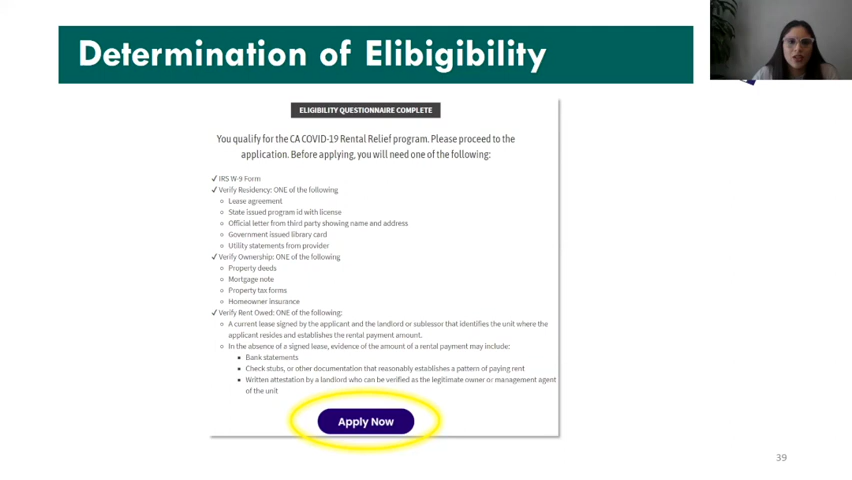 Determination of Elibigibility
ELIGIBILITY QUESTIONNAIRE COMPLETE
You qualify for the CA COVID-19 Rental Relief program. Please proceed to the
application. Before applying, you will need one of the following:
✓ IRS W-9 Form
✓ Verify Residency: ONE of the following
○ Lease agreement
○ State issued program id with license
○ Official letter from third party showing name and address
○ Government issued library card
○ Utility statements from provider
✓ Verify Ownership: ONE of the following
○ Property deeds
○ Mortgage note
○ Property tax forms
○ Homeowner insurance
✓ Verify Rent Owed: ONE of the following:
○ A current lease signed by the applicant and the landlord or sublessor that identifies the unit where the
applicant resides and establishes the rental payment amount.
○ In the absence of a signed lease, evidence of the amount of a rental payment may include:
▪ Bank statements
▪ Check stubs, or other documentation that reasonably establishes a pattern of paying rent
▪ Written attestation by a landlord who can be verified as the legitimate owner or management agent
of the unit
Apply Now
39